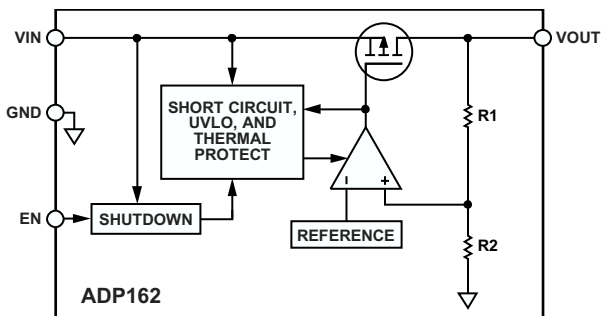 VIN
VOUT
GND
SHORT CIRCUIT,
UVLO, AND
THERMAL
PROTECT
R1
EN
SHUTDOWN
–
+
REFERENCE
R2
ADP162